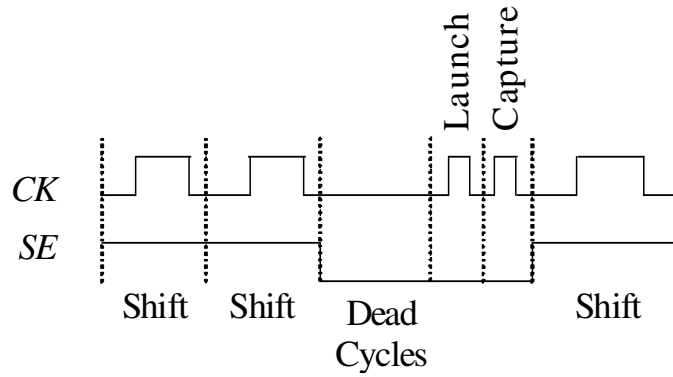 Launch
Capture
CK
SE
Shift
Shift
Dead
Cycles
Shift